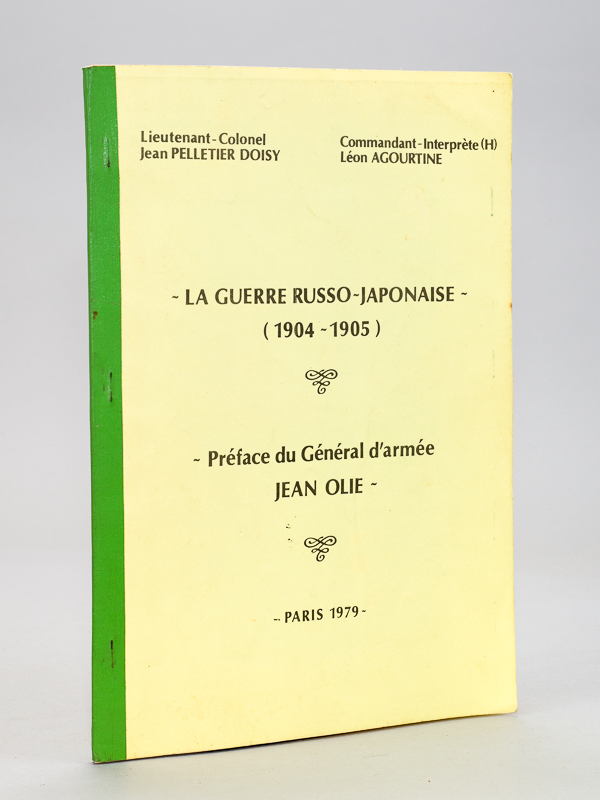 Lieutenant-Colonel
Jean PELLETIER DOISY
Commandant-Interprète (H)
Léon AGOURTINE
~ LA GUERRE RUSSO-JAPONAISE ~
( 1904 ~ 1905 )
~ Préface du Général d'armée
JEAN OLIE ~
~ PARIS 1979 ~